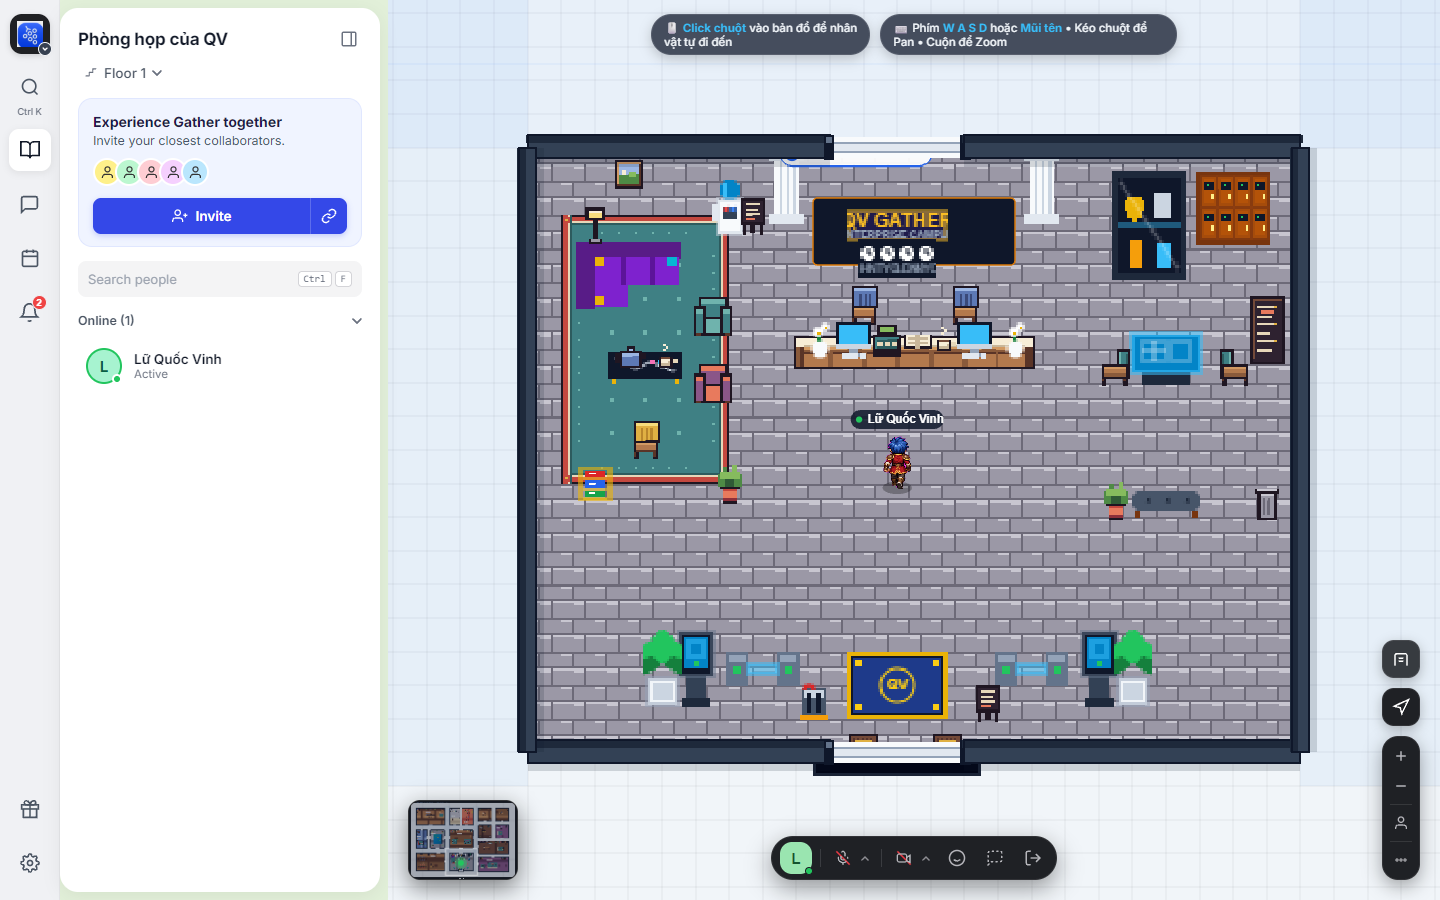 Phòng họp của QV
Floor 1
Ctrl K
Experience Gather together
Invite your closest collaborators.
Invite
Search people
Ctrl F
Online (1)
L
Lữ Quốc Vinh
Active
2
Click chuột vào bản đồ để nhân
vật tự đi đến
Phím W A S D hoặc Mũi tên • Kéo chuột để
Pan • Cuộn để Zoom
QV GATHER
Lữ Quốc Vinh
QV
L